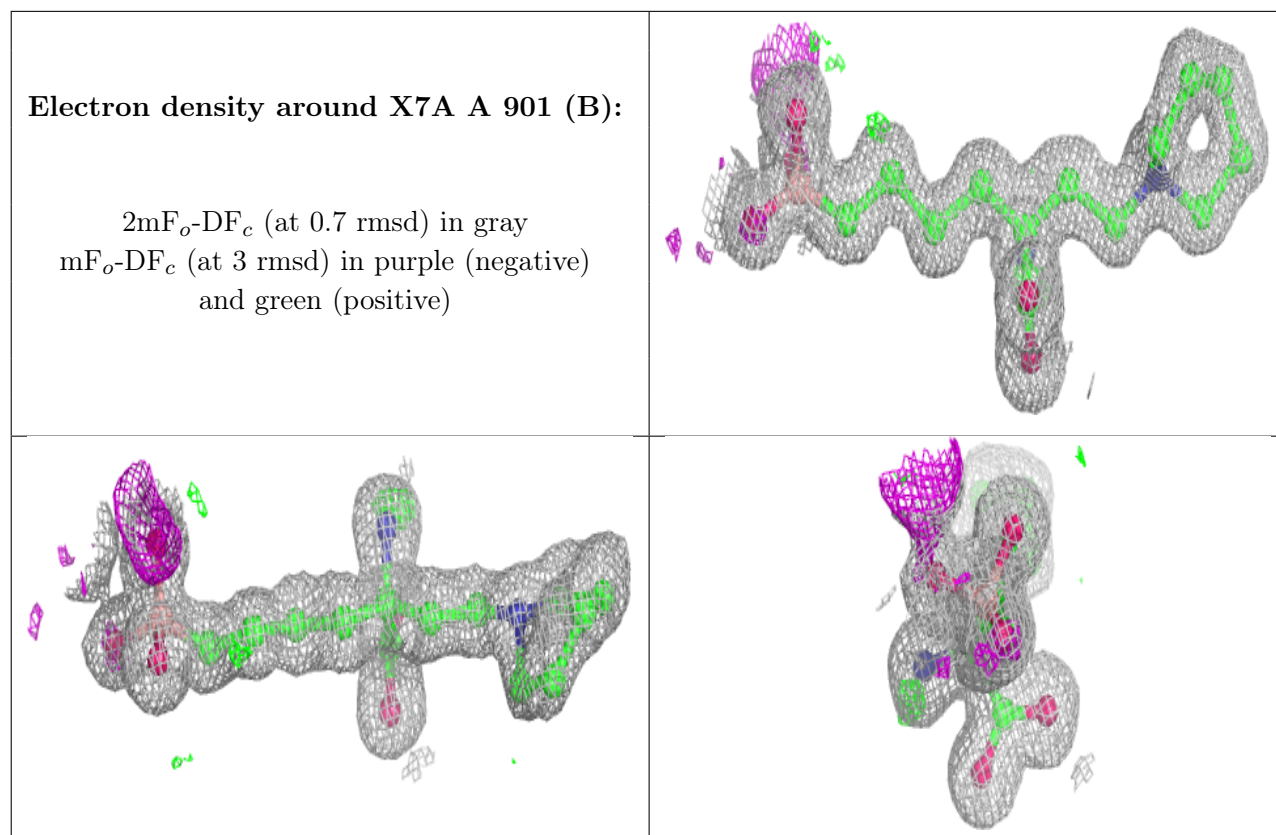 Electron density around X7A A 901 (B):
2mFₒ-DF𝒸 (at 0.7 rmsd) in gray
mFₒ-DF𝒸 (at 3 rmsd) in purple (negative)
and green (positive)